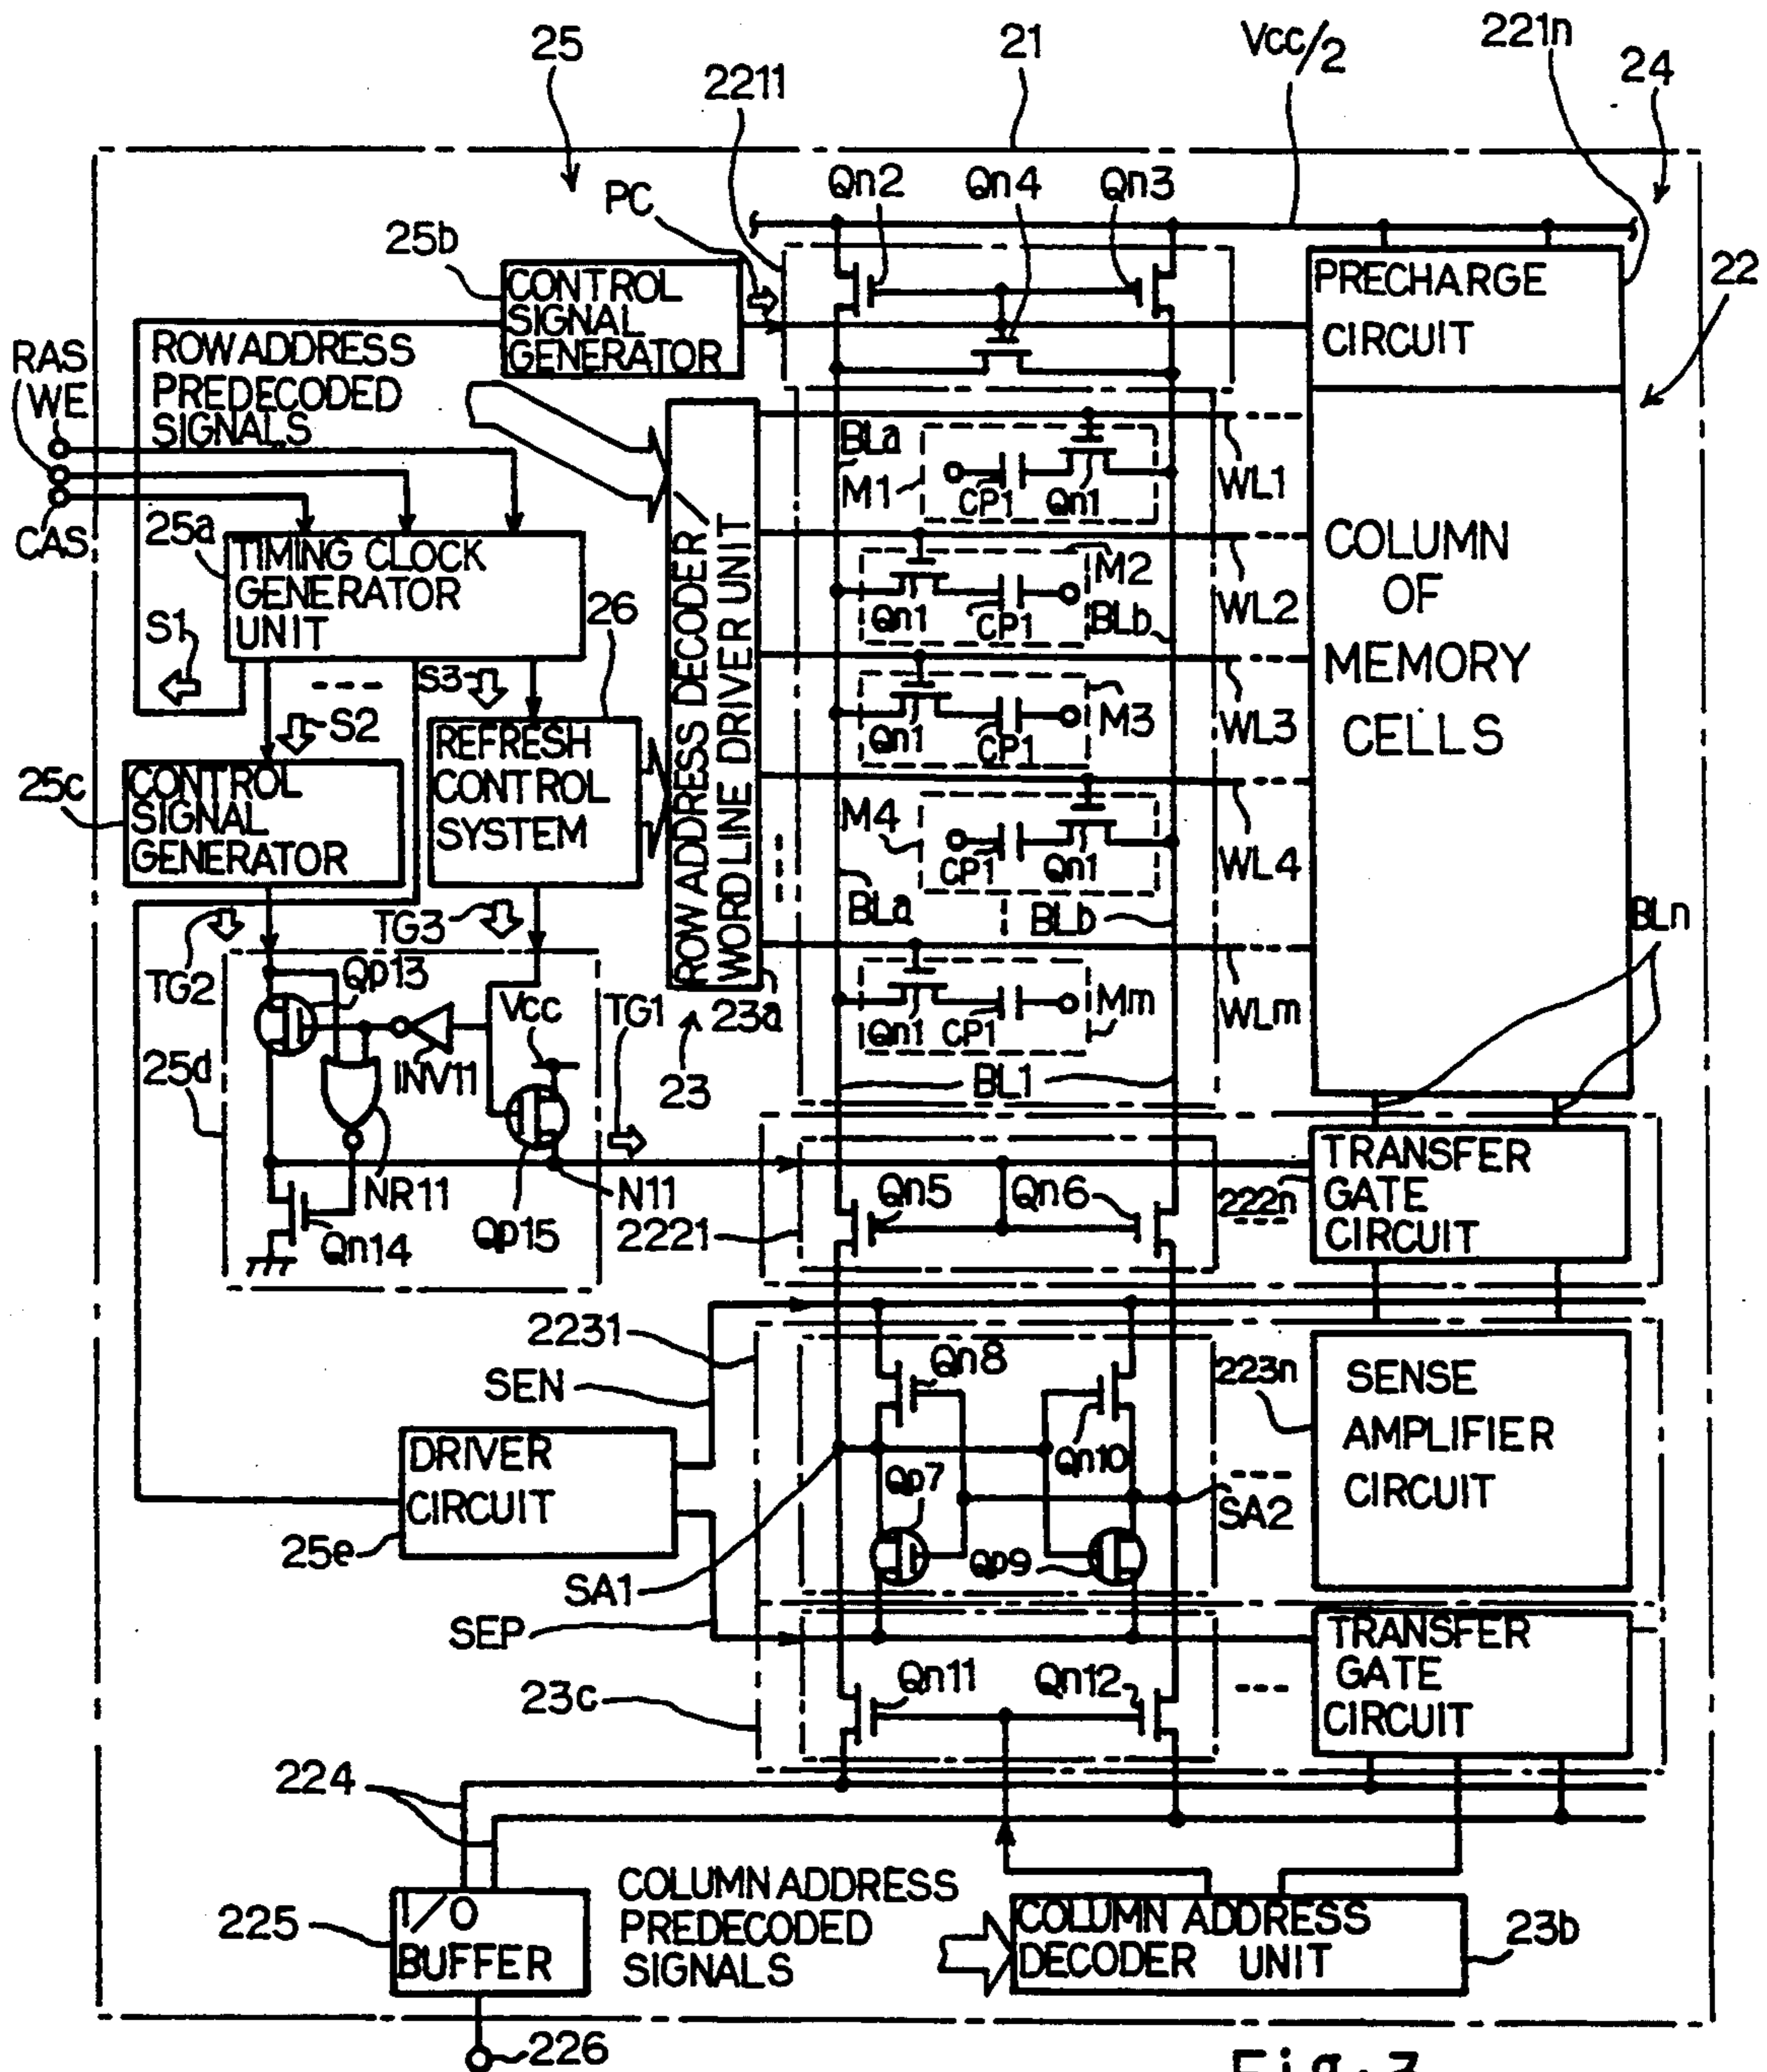 25
21
Vcc/2
221n
24
2211
PC
Qn2
Qn4
Qn3
25b
CONTROL
SIGNAL
GENERATOR
PRECHARGE
CIRCUIT
22
RAS
WE
CAS
ROW ADDRESS
PREDECODED
SIGNALS
BLa
M1
CP1
Qn1
WL1
25a
TIMING CLOCK
GENERATOR
UNIT
ROW ADDRESS DECODER/
WORD LINE DRIVER UNIT
M2
Qn1
CP1
BLb
WL2
COLUMN
OF
MEMORY
CELLS
S1
S2
S3
26
M3
Qn1
CP1
WL3
25c
CONTROL
SIGNAL
GENERATOR
REFRESH
CONTROL
SYSTEM
M4
CP1
Qn1
WL4
BLa
BLb
BLn
TG2
TG3
Qp13
Vcc
TG1
23a
23
Qn1
CP1
Mm
WLm
25d
INV11
BL1
NR11
Qn14
Qp15
N11
2221
Qn5
Qn6
222n
TRANSFER
GATE
CIRCUIT
2231
SEN
Qn8
Qn10
223n
SENSE
AMPLIFIER
CIRCUIT
DRIVER
CIRCUIT
25e
Qp7
Qp9
SA2
SA1
SEP
23c
Qn11
Qn12
TRANSFER
GATE
CIRCUIT
224
225
I/O
BUFFER
COLUMN ADDRESS
PREDECODED
SIGNALS
COLUMN ADDRESS
DECODER UNIT
23b
226